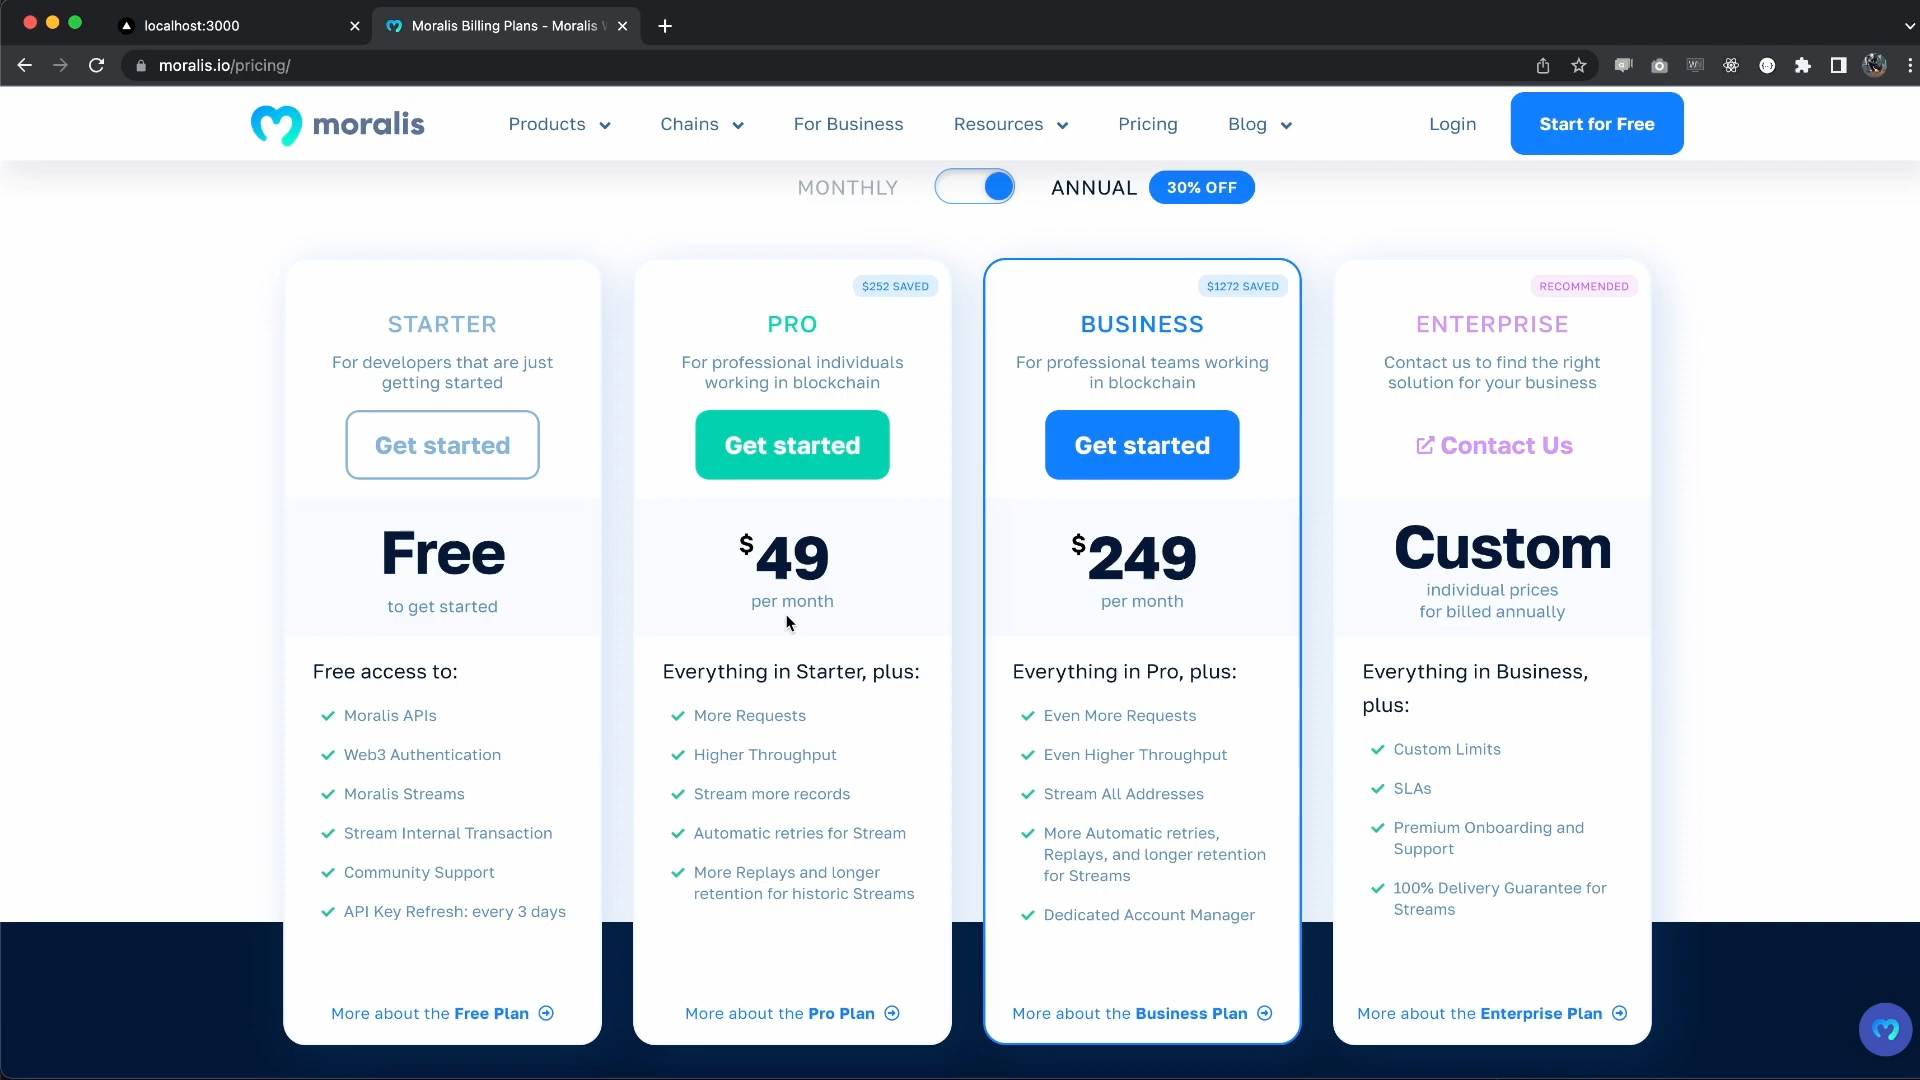 localhost:3000
Moralis Billing Plans - Moralis
moralis.io/pricing/
moralis
Products
Chains
For Business
Resources
Pricing
Blog
Login
Start for Free
MONTHLY
ANNUAL
30% OFF
STARTER
For developers that are just
getting started
Get started
Free
to get started
Free access to:
Moralis APIs
Web3 Authentication
Moralis Streams
Stream Internal Transaction
Community Support
API Key Refresh: every 3 days
More about the Free Plan
$252 SAVED
PRO
For professional individuals
working in blockchain
Get started
$49
per month
Everything in Starter, plus:
More Requests
Higher Throughput
Stream more records
Automatic retries for Stream
More Replays and longer
retention for historic Streams
More about the Pro Plan
$1272 SAVED
BUSINESS
For professional teams working
in blockchain
Get started
$249
per month
Everything in Pro, plus:
Even More Requests
Even Higher Throughput
Stream All Addresses
More Automatic retries,
Replays, and longer retention
for Streams
Dedicated Account Manager
More about the Business Plan
RECOMMENDED
ENTERPRISE
Contact us to find the right
solution for your business
Contact Us
Custom
individual prices
for billed annually
Everything in Business,
plus:
Custom Limits
SLAs
Premium Onboarding and
Support
100% Delivery Guarantee for
Streams
More about the Enterprise Plan